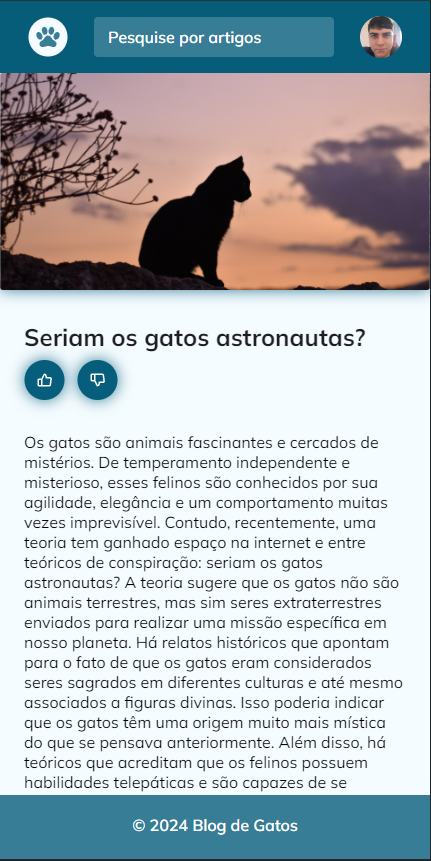 Pesquise por artigos
Seriam os gatos astronautas?
Os gatos são animais fascinantes e cercados de
mistérios. De temperamento independente e
misterioso, esses felinos são conhecidos por sua
agilidade, elegância e um comportamento muitas
vezes imprevisível. Contudo, recentemente, uma
teoria tem ganhado espaço na internet e entre
teóricos de conspiração: seriam os gatos
astronautas? A teoria sugere que os gatos não são
animais terrestres, mas sim seres extraterrestres
enviados para realizar uma missão específica em
nosso planeta. Há relatos históricos que apontam
para o fato de que os gatos eram considerados
seres sagrados em diferentes culturas e até mesmo
associados a figuras divinas. Isso poderia indicar
que os gatos têm uma origem muito mais mística
do que se pensava anteriormente. Além disso, há
teóricos que acreditam que os felinos possuem
habilidades telepáticas e são capazes de se
© 2024 Blog de Gatos